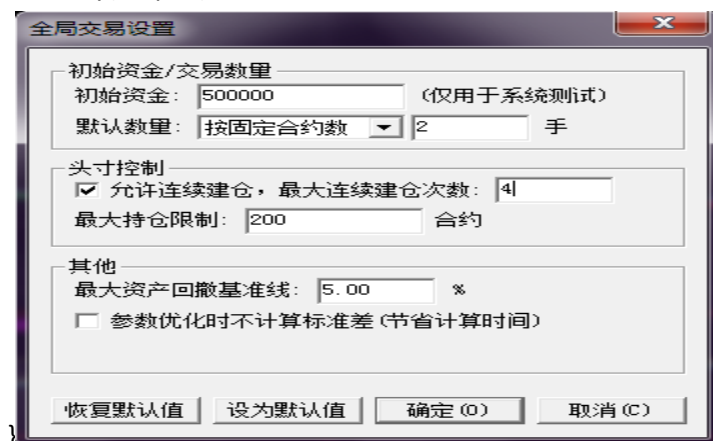 全局交易设置
初始资金/交易数量
初始资金: 500000 (仅用于系统测试)
默认数量: 按固定合约数 2 手
头寸控制
允许连续建仓，最大连续建仓次数: 4
最大持仓限制: 200 合约
其他
最大资产回撤基准线: 5.00 %
参数优化时不计算标准差(节省计算时间)
恢复默认值 设为默认值 确定(O) 取消(C)
}